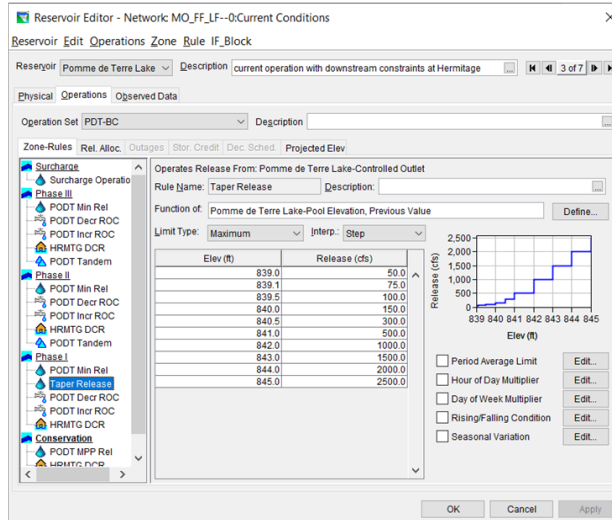 Reservoir Editor - Network: MO_FF_LF--0:Current Conditions
Reservoir Edit Operations Zone Rule IF_Block
Reservoir Pomme de Terre Lake Description current operation with downstream constraints at Hermitage ... 3 of 7
Physical Operations Observed Data
Operation Set PDT-BC Description ...
Zone-Rules Rel. Alloc. Outages Stor. Credit Dec. Sched. Projected Elev
Surcharge
Surcharge Operatio
Phase III
PODT Min Rel
PODT Decr ROC
PODT Incr ROC
HRMTG DCR
PODT Tandem
Phase II
PODT Min Rel
PODT Decr ROC
PODT Incr ROC
HRMTG DCR
PODT Tandem
Phase I
PODT Min Rel
Taper Release
PODT Decr ROC
PODT Incr ROC
HRMTG DCR
Conservation
PODT MPP Rel
HRMTG DCR
Operates Release From: Pomme de Terre Lake-Controlled Outlet
Rule Name: Taper Release Description: ...
Function of: Pomme de Terre Lake-Pool Elevation, Previous Value Define...
Limit Type: Maximum Interp.: Step
Elev (ft) Release (cfs)
839.0 50.0
839.1 75.0
839.5 100.0
840.0 150.0
840.5 300.0
841.0 500.0
842.0 1000.0
843.0 1500.0
844.0 2000.0
845.0 2500.0
Release (cfs)
2,500
2,000
1,500
1,000
500
0
839 840 841 842 843 844 845
Elev (ft)
Period Average Limit Edit...
Hour of Day Multiplier Edit...
Day of Week Multiplier Edit...
Rising/Falling Condition Edit...
Seasonal Variation Edit...
OK Cancel Apply